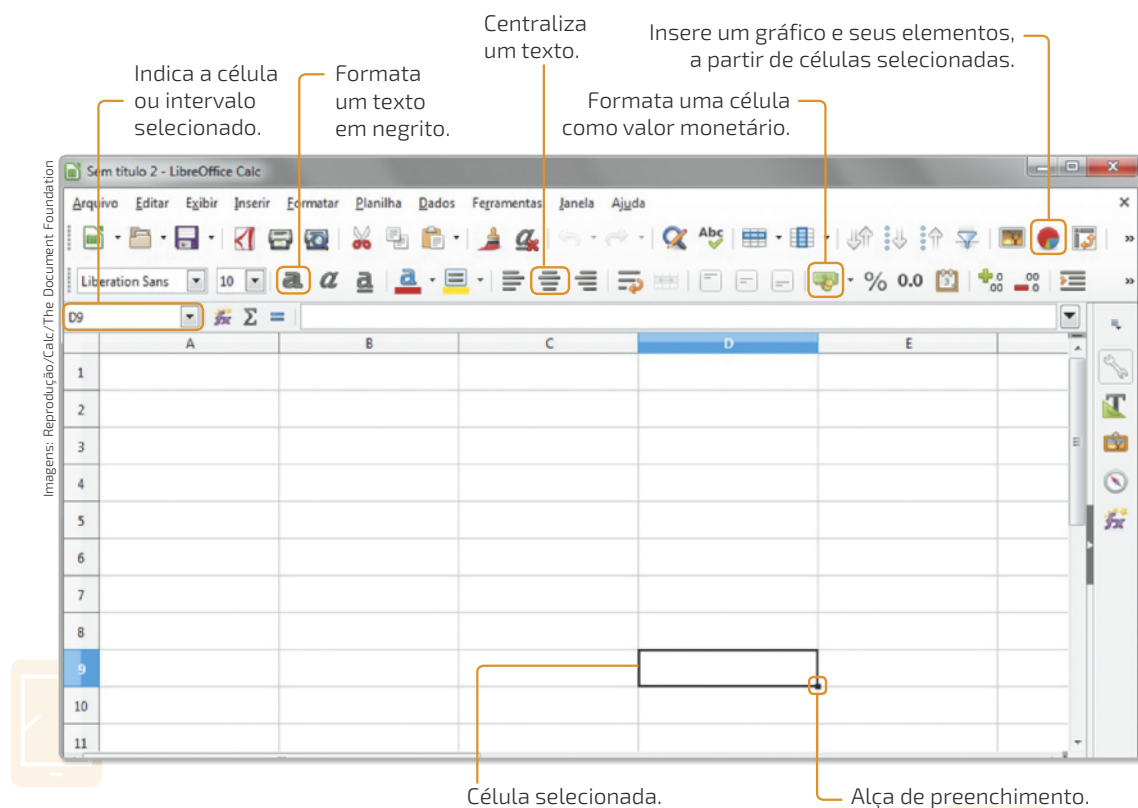 Centraliza
um texto.
Insere um gráfico e seus elementos,
a partir de células selecionadas.
Indica a célula
ou intervalo
selecionado.
Formata
um texto
em negrito.
Formata uma célula
como valor monetário.
Imagens: Reprodução/Calc/The Document Foundation
Sem título 2 - LibreOffice Calc
Arquivo Editar Exibir Inserir Formatar Planilha Dados Ferramentas Janela Ajuda
Abc
Liberation Sans 10 a a a a % 0.0
D9 fx Σ =
A B C D E
1
2
3
4
5
6
7
8
9
10
11
Célula selecionada.
Alça de preenchimento.